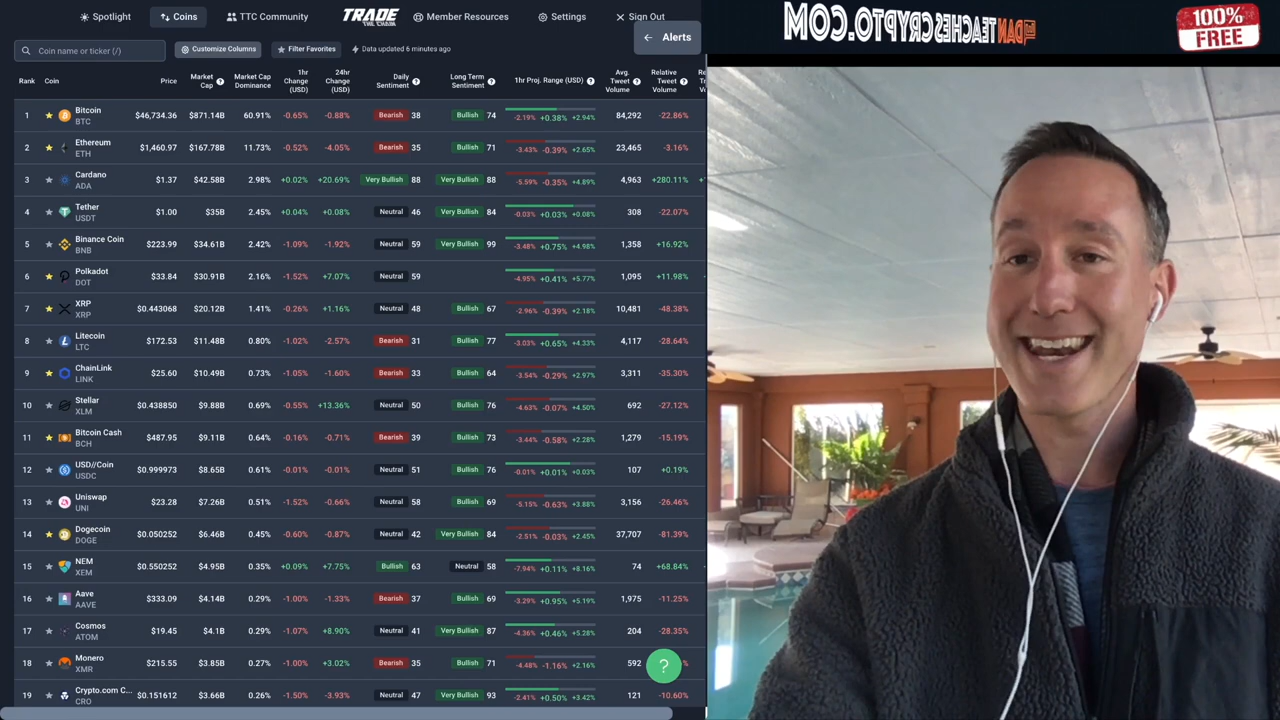 Spotlight Coins TTC Community TRADE THE CHAIN Member Resources Settings Sign Out
DANTEACHESCRYPTO.COM
100% FREE
Coin name or ticker (/) Customize Columns Filter Favorites Data updated 6 minutes ago
Alerts
Rank Coin Price Market Cap ? Market Cap Dominance 1hr Change (USD) 24hr Change (USD) Daily Sentiment ? Long Term Sentiment ? 1hr Proj. Range (USD) ? Avg. Tweet Volume ? Relative Tweet Volume ?
1 Bitcoin BTC $46,734.36 $871.14B 60.91% -0.65% -0.88% Bearish 38 Bullish 74 -2.19% +0.38% +2.94% 84,292 -22.86%
2 Ethereum ETH $1,460.97 $167.78B 11.73% -0.52% -4.05% Bearish 35 Bullish 71 -3.43% -0.39% +2.65% 23,465 -3.16%
3 Cardano ADA $1.37 $42.58B 2.98% +0.02% +20.69% Very Bullish 88 Very Bullish 88 -5.59% -0.35% +4.89% 4,963 +280.11%
4 Tether USDT $1.00 $35B 2.45% +0.04% +0.08% Neutral 46 Very Bullish 84 -0.03% +0.03% +0.08% 308 -22.07%
5 Binance Coin BNB $223.99 $34.61B 2.42% -1.09% -1.92% Neutral 59 Very Bullish 99 -3.48% +0.75% +4.98% 1,358 +16.92%
6 Polkadot DOT $33.84 $30.91B 2.16% -1.52% +7.07% Neutral 59 -4.95% +0.41% +5.77% 1,095 +11.98%
7 XRP XRP $0.443068 $20.12B 1.41% -0.26% +1.16% Neutral 48 Bullish 67 -2.96% -0.39% +2.18% 10,481 -48.38%
8 Litecoin LTC $172.53 $11.48B 0.80% -1.02% -2.57% Bearish 31 Bullish 77 -3.03% +0.65% +4.33% 4,117 -28.64%
9 ChainLink LINK $25.60 $10.49B 0.73% -1.05% -1.60% Bearish 33 Bullish 64 -3.54% -0.29% +2.97% 3,311 -35.30%
10 Stellar XLM $0.438850 $9.88B 0.69% -0.55% +13.36% Neutral 50 Bullish 76 -4.63% -0.07% +4.50% 692 -27.12%
11 Bitcoin Cash BCH $487.95 $9.11B 0.64% -0.16% -0.71% Bearish 39 Bullish 73 -3.44% -0.58% +2.28% 1,279 -15.19%
12 USD//Coin USDC $0.999973 $8.65B 0.61% -0.01% -0.01% Neutral 51 Bullish 76 -0.01% +0.01% +0.03% 107 +0.19%
13 Uniswap UNI $23.28 $7.26B 0.51% -1.52% -0.66% Neutral 58 Bullish 69 -5.15% -0.63% +3.88% 3,156 -26.46%
14 Dogecoin DOGE $0.050252 $6.46B 0.45% -0.60% -0.87% Neutral 42 Very Bullish 84 -2.51% -0.03% +2.45% 37,707 -81.39%
15 NEM XEM $0.550252 $4.95B 0.35% +0.09% +7.75% Bullish 63 Neutral 58 -7.94% +0.11% +8.16% 74 +68.84%
16 Aave AAVE $333.09 $4.14B 0.29% -1.00% -1.33% Bearish 37 Bullish 69 -3.29% +0.95% +5.19% 1,975 -11.25%
17 Cosmos ATOM $19.45 $4.1B 0.29% -1.07% +8.90% Neutral 41 Very Bullish 87 -4.36% +0.46% +5.28% 204 -28.35%
18 Monero XMR $215.55 $3.85B 0.27% -1.00% +3.02% Bearish 35 Bullish 71 -4.48% -1.16% +2.16% 592 ?
19 Crypto.com C... CRO $0.151612 $3.66B 0.26% -1.50% -3.93% Neutral 47 Very Bullish 93 -2.41% +0.50% +3.42% 121 -10.60%